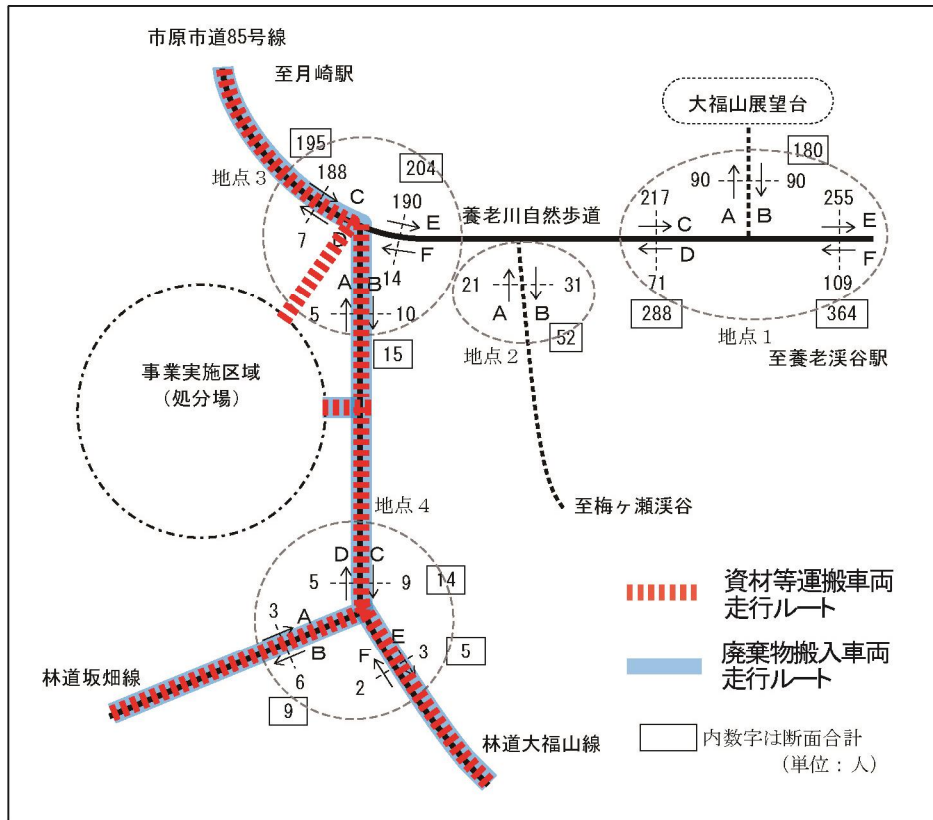 市原市道85号線
至月崎駅
大福山展望台
195
188
204
180
地点3
C
190
90
90
217
255
養老川自然歩道
A
B
E
C
E
7
D
F
D
F
14
A
B
21
31
71
109
5
10
A
B
288
364
地点1
15
地点2
52
至養老渓谷駅
事業実施区域
(処分場)
至梅ヶ瀬渓谷
地点4
D
C
5
9
14
資材等運搬車両
走行ルート
3
A
E
B
F
3
5
廃棄物搬入車両
走行ルート
林道坂畑線
6
2
9
内数字は断面合計
(単位:人)
林道大福山線